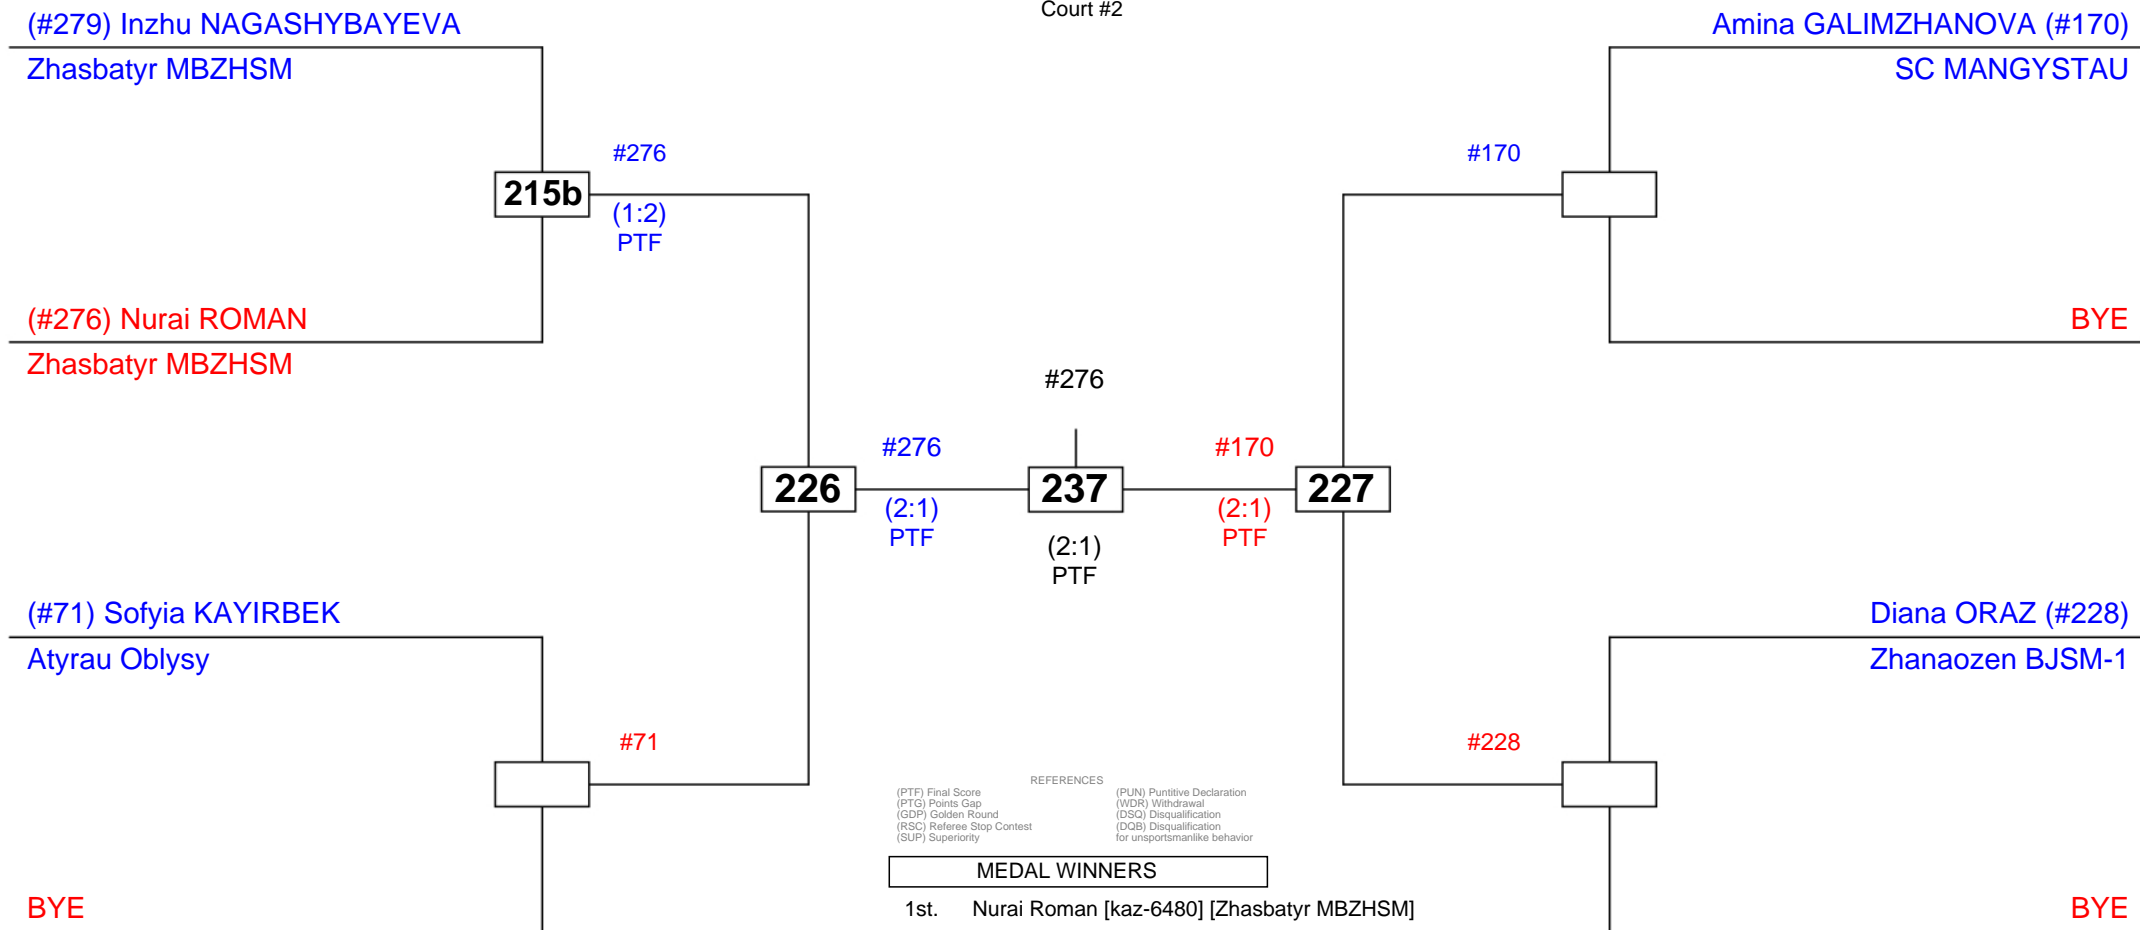 Court #2
(#279) Inzhu NAGASHYBAYEVA
Zhasbatyr MBZHSM
Amina GALIMZHANOVA (#170)
SC MANGYSTAU
#276
215b
(1:2)
PTF
#170
(#276) Nurai ROMAN
Zhasbatyr MBZHSM
BYE
#276
#276
226
(2:1)
PTF
237
(2:1)
PTF
#170
227
(2:1)
PTF
(#71) Sofyia KAYIRBEK
Atyrau Oblysy
Diana ORAZ (#228)
Zhanaozen BJSM-1
#71
#228
REFERENCES
(PTF) Final Score
(PTG) Points Gap
(GDP) Golden Round
(RSC) Referee Stop Contest
(SUP) Superiority
(PUN) Puntitive Declaration
(WDR) Withdrawal
(DSQ) Disqualification
(DQB) Disqualification
for unsportsmanlike behavior
MEDAL WINNERS
BYE
1st. Nurai Roman [kaz-6480] [Zhasbatyr MBZHSM]
BYE